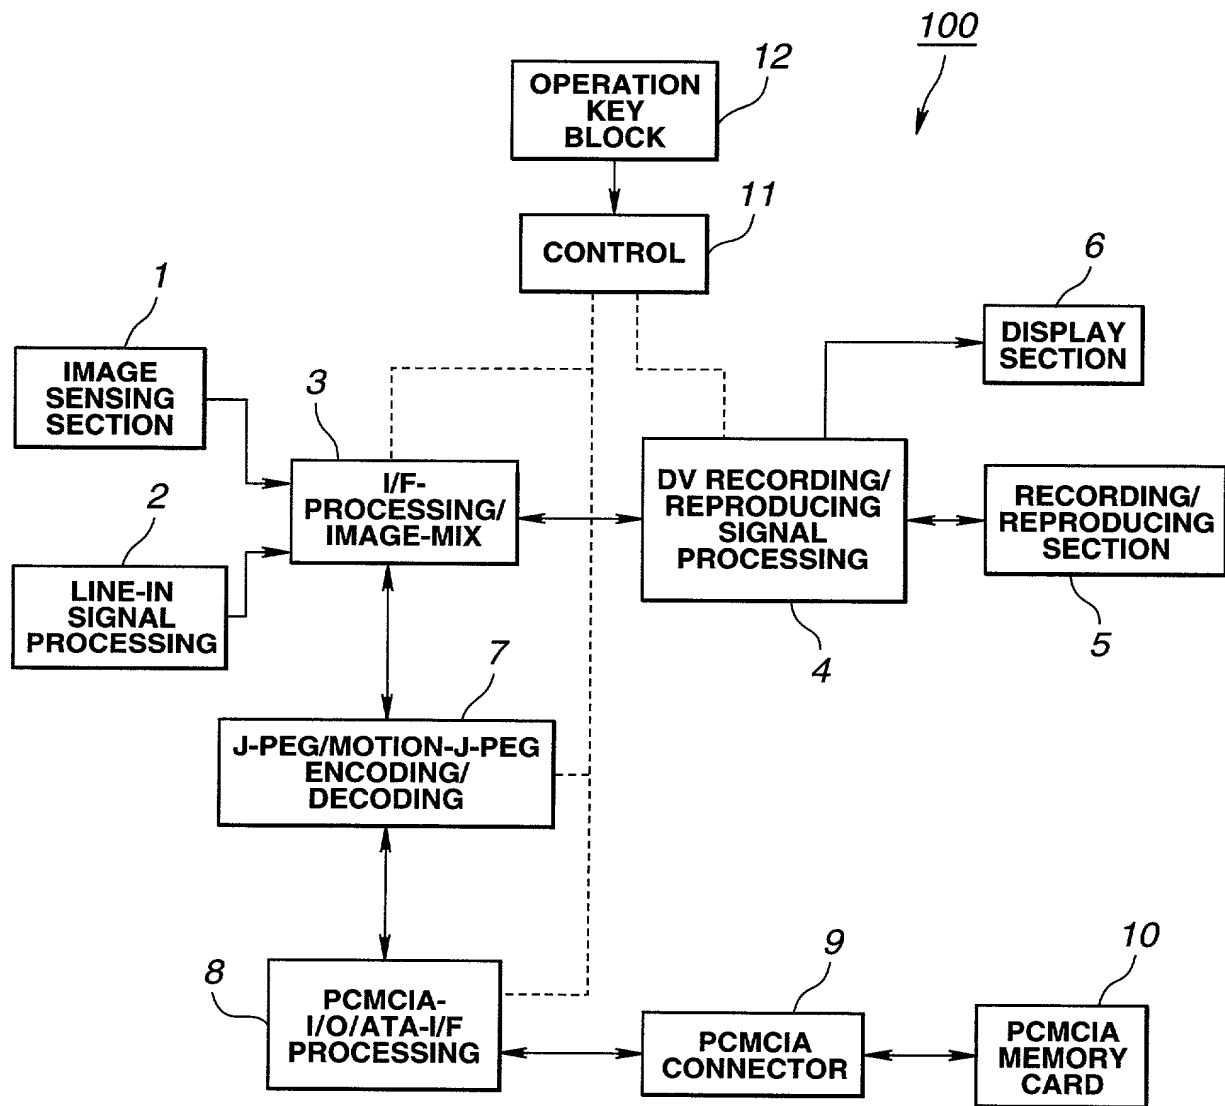 100
12
OPERATION
KEY
BLOCK
11
CONTROL
6
DISPLAY
SECTION
1
IMAGE
SENSING
SECTION
3
I/F-
PROCESSING/
IMAGE-MIX
DV RECORDING/
REPRODUCING
SIGNAL
PROCESSING
4
RECORDING/
REPRODUCING
SECTION
5
2
LINE-IN
SIGNAL
PROCESSING
7
J-PEG/MOTION-J-PEG
ENCODING/
DECODING
8
PCMCIA-
I/O/ATA-I/F
PROCESSING
9
PCMCIA
CONNECTOR
10
PCMCIA
MEMORY
CARD